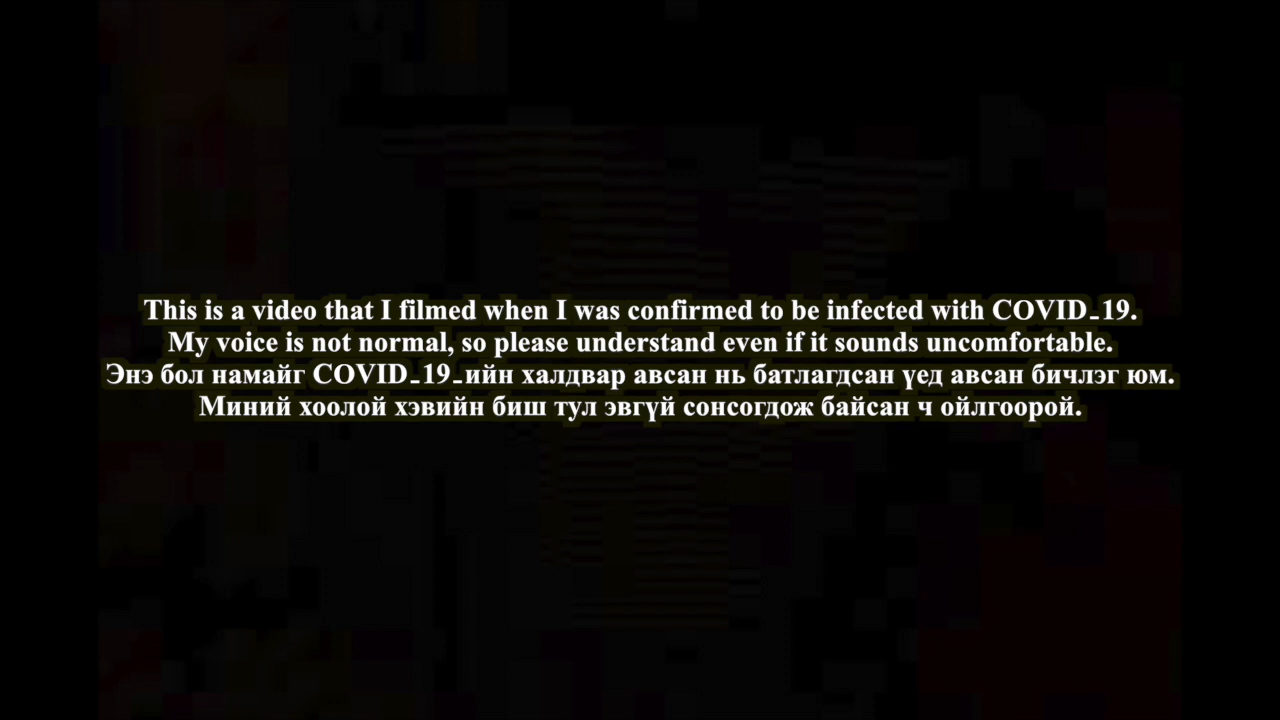 This is a video that I filmed when I was confirmed to be infected with COVID-19.
My voice is not normal, so please understand even if it sounds uncomfortable.
Энэ бол намайг COVID-19-ийн халдвар авсан нь батлагдсан үед авсан бичлэг юм.
Миний хоолой хэвийн биш тул эвгүй сонсогдож байсан ч ойлгоорой.